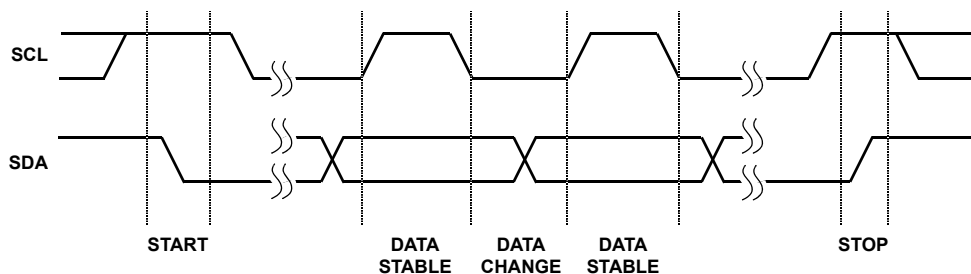 SCL
SDA
START
DATA
STABLE
DATA
CHANGE
DATA
STABLE
STOP